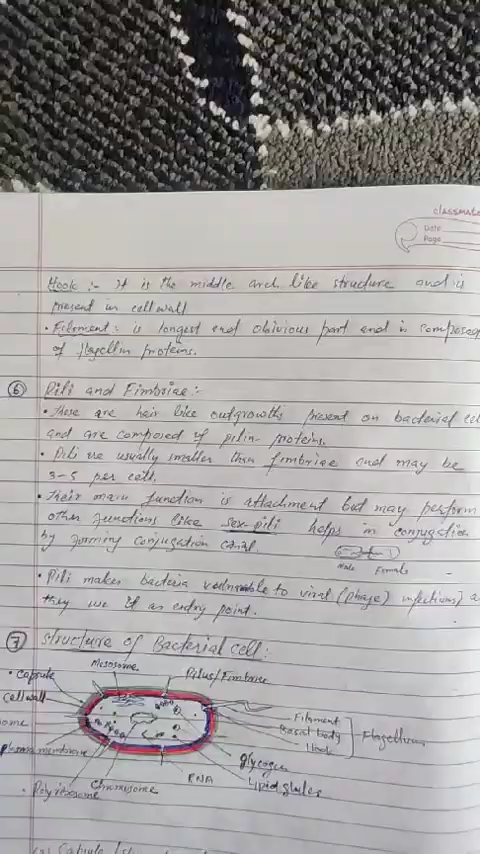 classmate
Date
Page
Hook :- It is the middle arch like structure and is
present in cell wall
• Filament : is longest and obivious part and is composed
of flagellin proteins.
⑥ Pili and Fimbriae :-
• These are hair like outgrowths present on bacterial cel
and are composed of pilin- proteins.
• Pili are usually smaller than fimbriae and may be
3-5 per cell.
• Their main function is attachment but may perform
other functions like sex-pili helps in conjugation
by forming conjugation canal.
Male Female
• Pili makes bacteria vulnerable to viral (phage) infections) a
they use it as an entry point.
⑦ Structure of Bacterial cell :
Mesosome
• Capsule
Pilus/Fimbriae
cell wall
Filament
ome
Basal body
Flagellum
Hook
plasma membrane
glycogen
RNA
Polyribosome
Chromosome